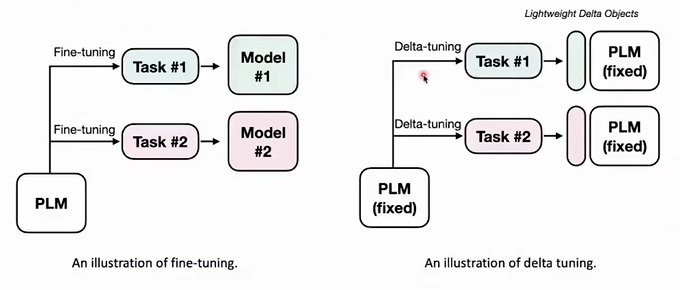 Lightweight Delta Objects
Fine-tuning
Task #1
Model
#1
Fine-tuning
Task #2
Model
#2
PLM
An illustration of fine-tuning.
Delta-tuning
Task #1
PLM
(fixed)
Delta-tuning
Task #2
PLM
(fixed)
PLM
(fixed)
An illustration of delta tuning.